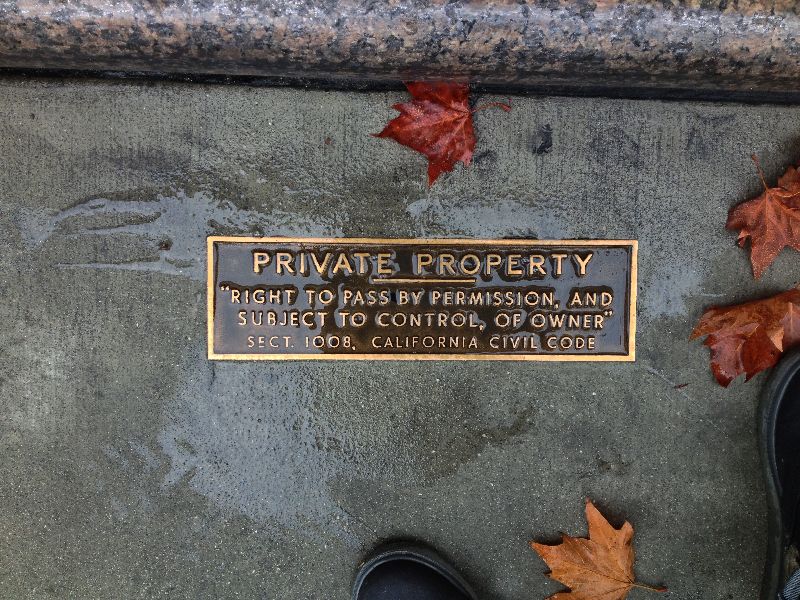 PRIVATE PROPERTY
"RIGHT TO PASS BY PERMISSION, AND
SUBJECT TO CONTROL, OF OWNER"
SECT. 1008, CALIFORNIA CIVIL CODE